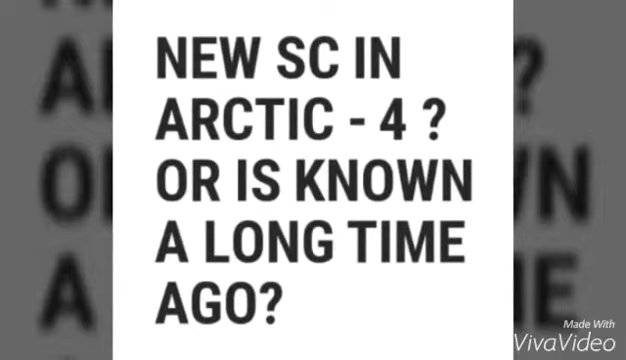 NEW SC IN
ARCTIC - 4 ?
OR IS KNOWN
A LONG TIME
AGO?
Made With
VivaVideo